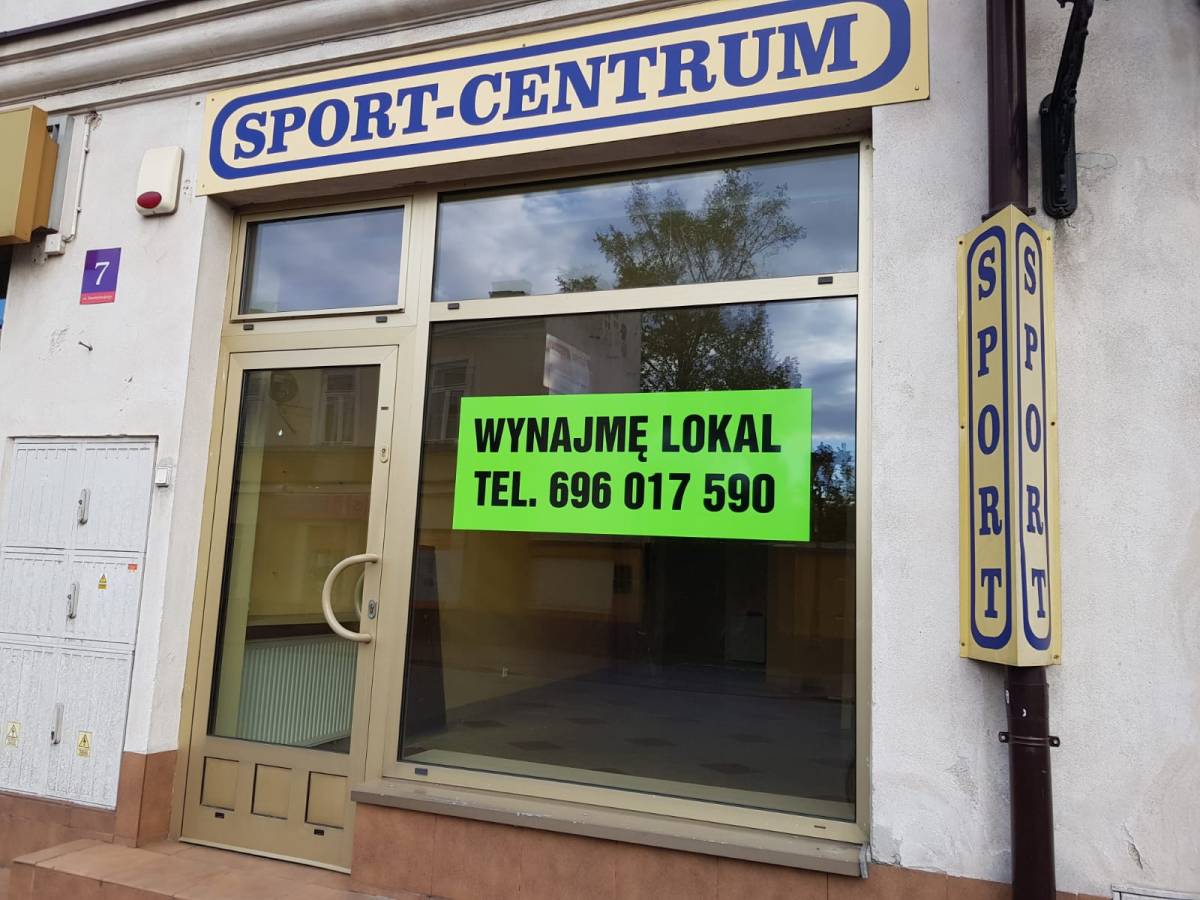 SPORT-CENTRUM
7
WYNAJMĘ LOKAL
TEL. 696 017 590
SPORT
SPORT